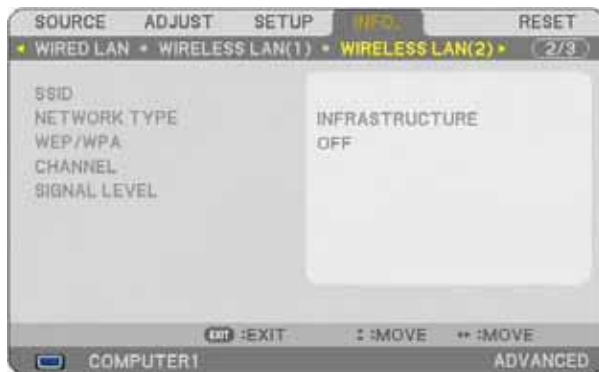 SOURCE ADJUST SETUP INFO. RESET
WIRED LAN • WIRELESS LAN(1) • WIRELESS LAN(2) 2/3
SSID
NETWORK TYPE INFRASTRUCTURE
WEP/WPA OFF
CHANNEL
SIGNAL LEVEL
EXIT :EXIT :MOVE :MOVE
COMPUTER1 ADVANCED